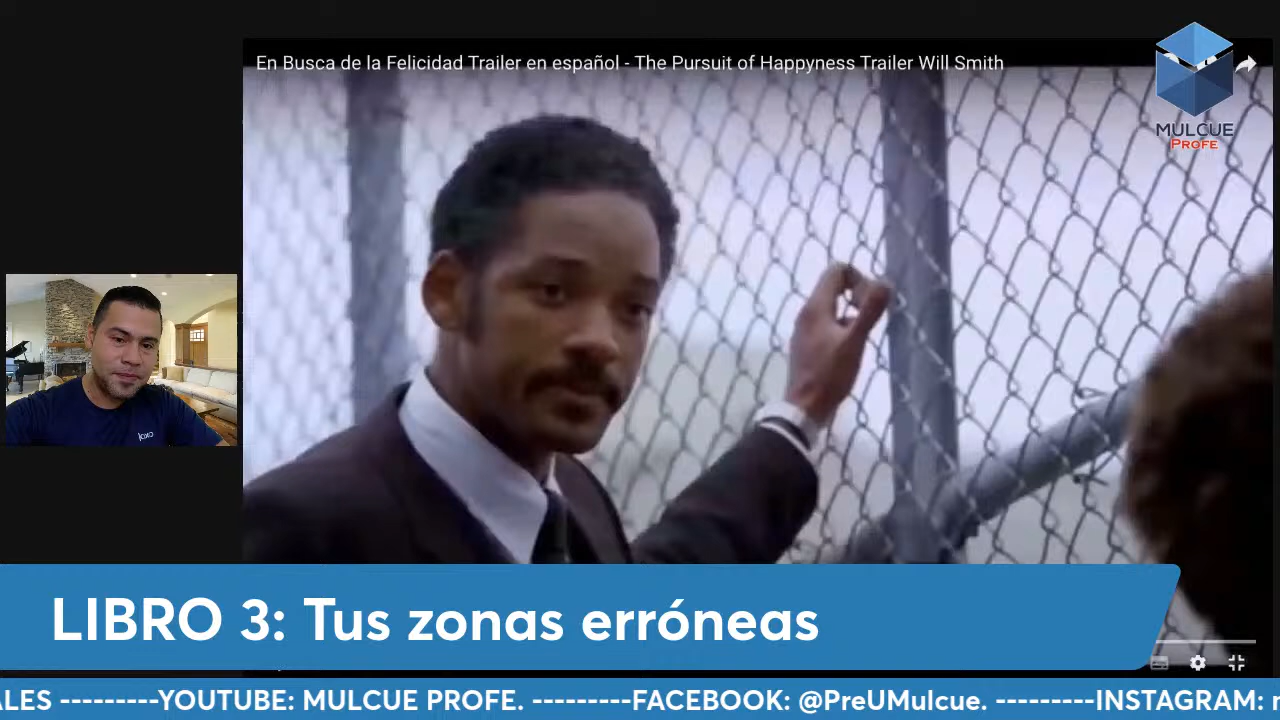 En Busca de la Felicidad Trailer en español - The Pursuit of Happyness Trailer Will Smith
MULCUE
PROFE
LIBRO 3: Tus zonas erróneas
ALES ---------YOUTUBE: MULCUE PROFE. ---------FACEBOOK: @PreUMulcue. ---------INSTAGRAM: